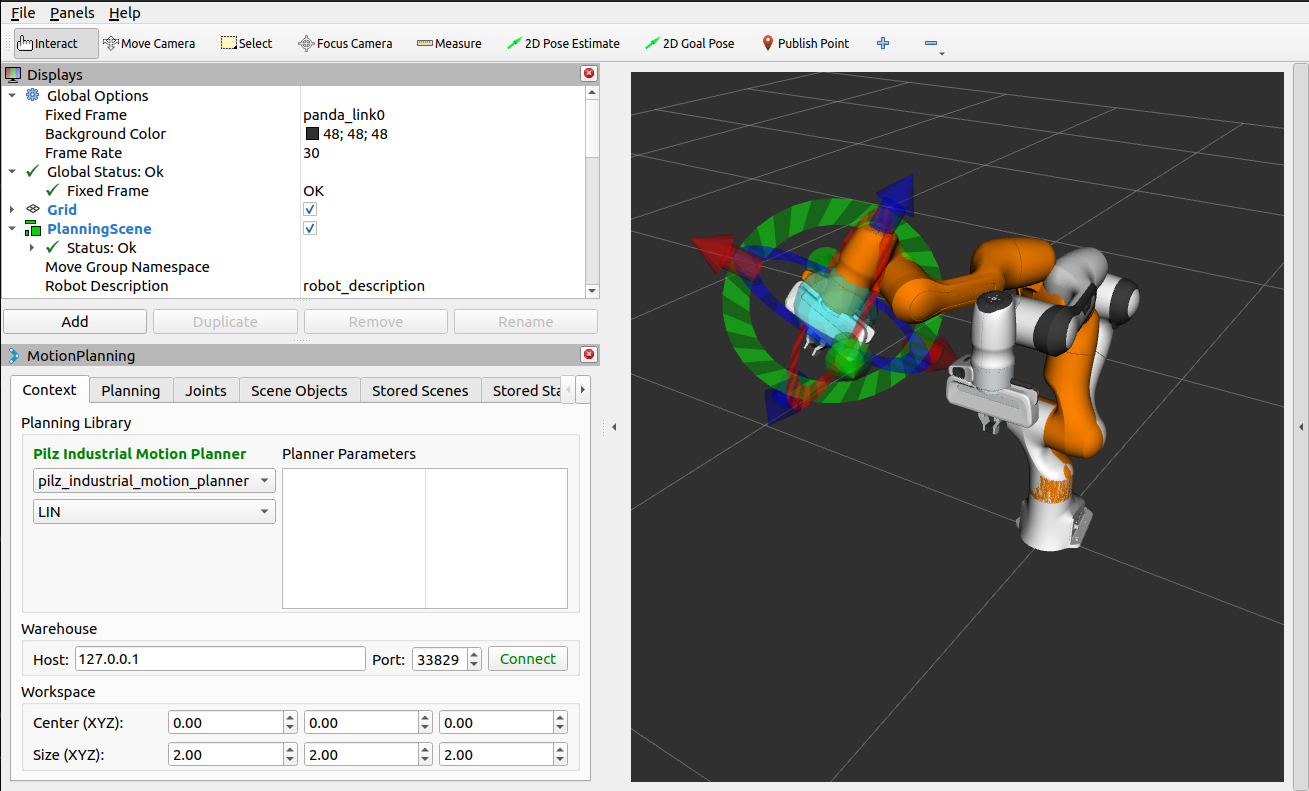 File Panels Help
Interact Move Camera Select Focus Camera Measure 2D Pose Estimate 2D Goal Pose Publish Point
Displays
Global Options
Fixed Frame panda_link0
Background Color 48; 48; 48
Frame Rate 30
Global Status: Ok
Fixed Frame OK
Grid
PlanningScene
Status: Ok
Move Group Namespace
Robot Description robot_description
Add Duplicate Remove Rename
MotionPlanning
Context Planning Joints Scene Objects Stored Scenes Stored Sta
Planning Library
Pilz Industrial Motion Planner Planner Parameters
pilz_industrial_motion_planner
LIN
Warehouse
Host: 127.0.0.1 Port: 33829 Connect
Workspace
Center (XYZ): 0.00 0.00 0.00
Size (XYZ): 2.00 2.00 2.00